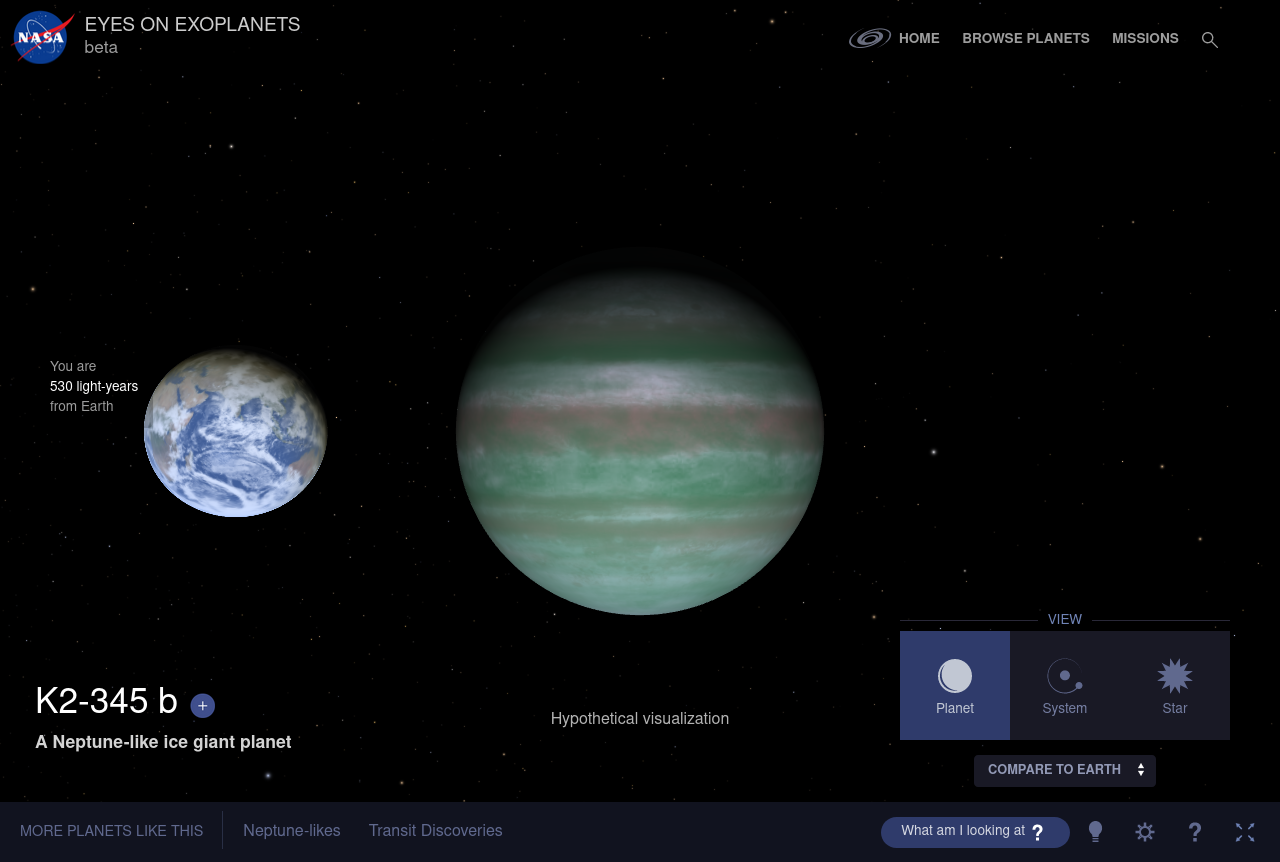 NASA
EYES ON EXOPLANETS
beta
HOME
BROWSE PLANETS
MISSIONS
You are
530 light-years
from Earth
K2-345 b +
A Neptune-like ice giant planet
Hypothetical visualization
VIEW
Planet
System
Star
COMPARE TO EARTH
MORE PLANETS LIKE THIS
Neptune-likes
Transit Discoveries
What am I looking at ?
?